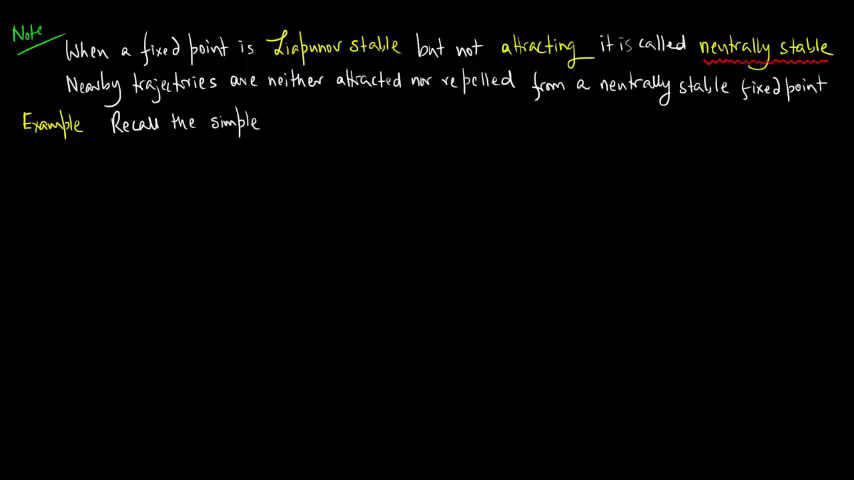 Note
When a fixed point is Liapunov stable but not attracting it is called neutrally stable
Nearby trajectories are neither attracted nor repelled from a neutrally stable fixed point
Example Recall the simple